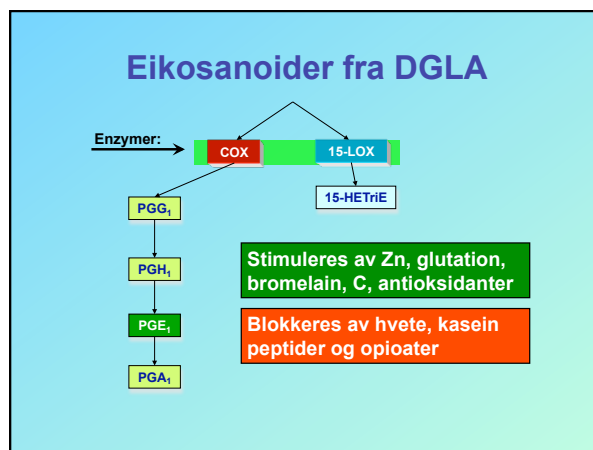 Eikosanoider fra DGLA
Enzymer:
COX
15-LOX
PGG₁
15-HETriE
PGH₁
Stimuleres av Zn, glutation,
bromelain, C, antioksidanter
PGE₁
Blokkeres av hvete, kasein
peptider og opioater
PGA₁